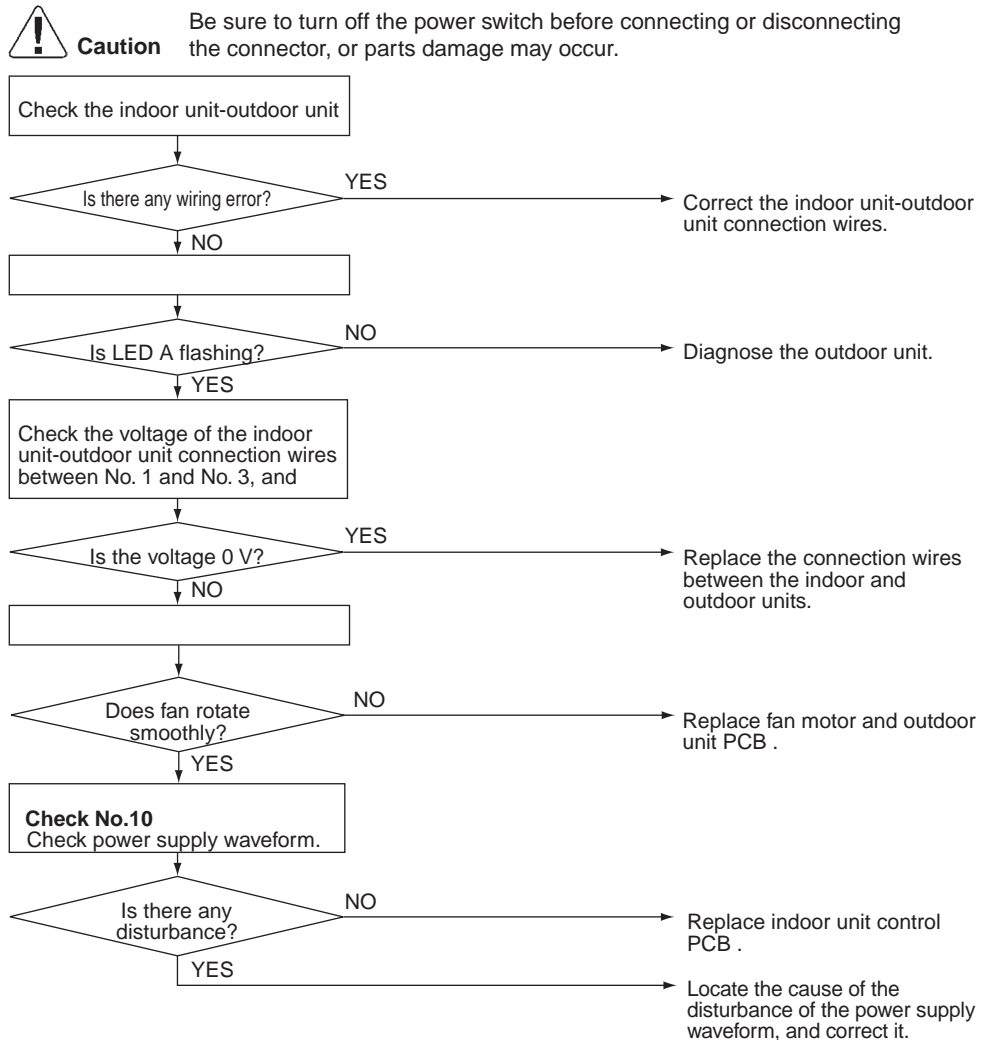 Be sure to turn off the power switch before connecting or disconnecting
Caution the connector, or parts damage may occur.
Check the indoor unit-outdoor unit
Is there any wiring error?
YES
Correct the indoor unit-outdoor
unit connection wires.
NO
Is LED A flashing?
NO
Diagnose the outdoor unit.
YES
Check the voltage of the indoor
unit-outdoor unit connection wires
between No. 1 and No. 3, and
Is the voltage 0 V?
YES
Replace the connection wires
between the indoor and
outdoor units.
NO
Does fan rotate
smoothly?
NO
Replace fan motor and outdoor
unit PCB .
YES
Check No.10
Check power supply waveform.
Is there any
disturbance?
NO
Replace indoor unit control
PCB .
YES
Locate the cause of the
disturbance of the power supply
waveform, and correct it.